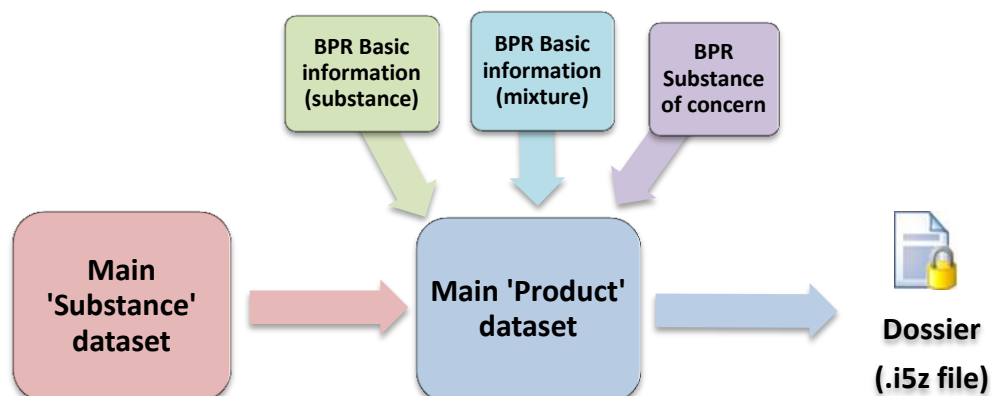 BPR Basic
information
(substance)
BPR Basic
information
(mixture)
BPR
Substance
of concern
Main
'Substance'
dataset
Main 'Product'
dataset
Dossier
(.i5z file)